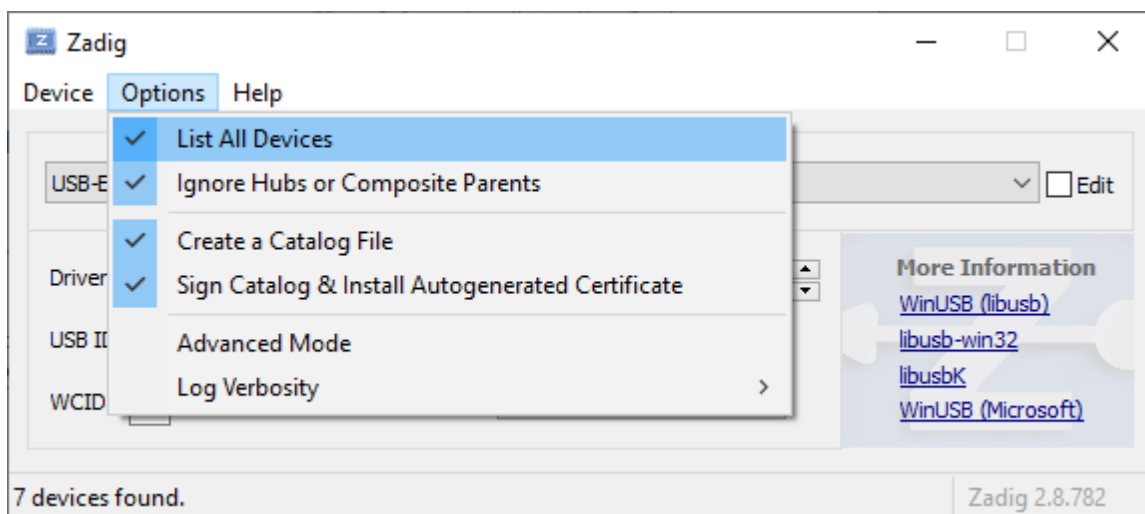 Zadig
Device Options Help
List All Devices
USB-E Ignore Hubs or Composite Parents Edit
Create a Catalog File
Driver Sign Catalog & Install Autogenerated Certificate
More Information
WinUSB (libusb)
USB ID Advanced Mode
libusb-win32
Log Verbosity
libusbK
WCID
WinUSB (Microsoft)
7 devices found. Zadig 2.8.782